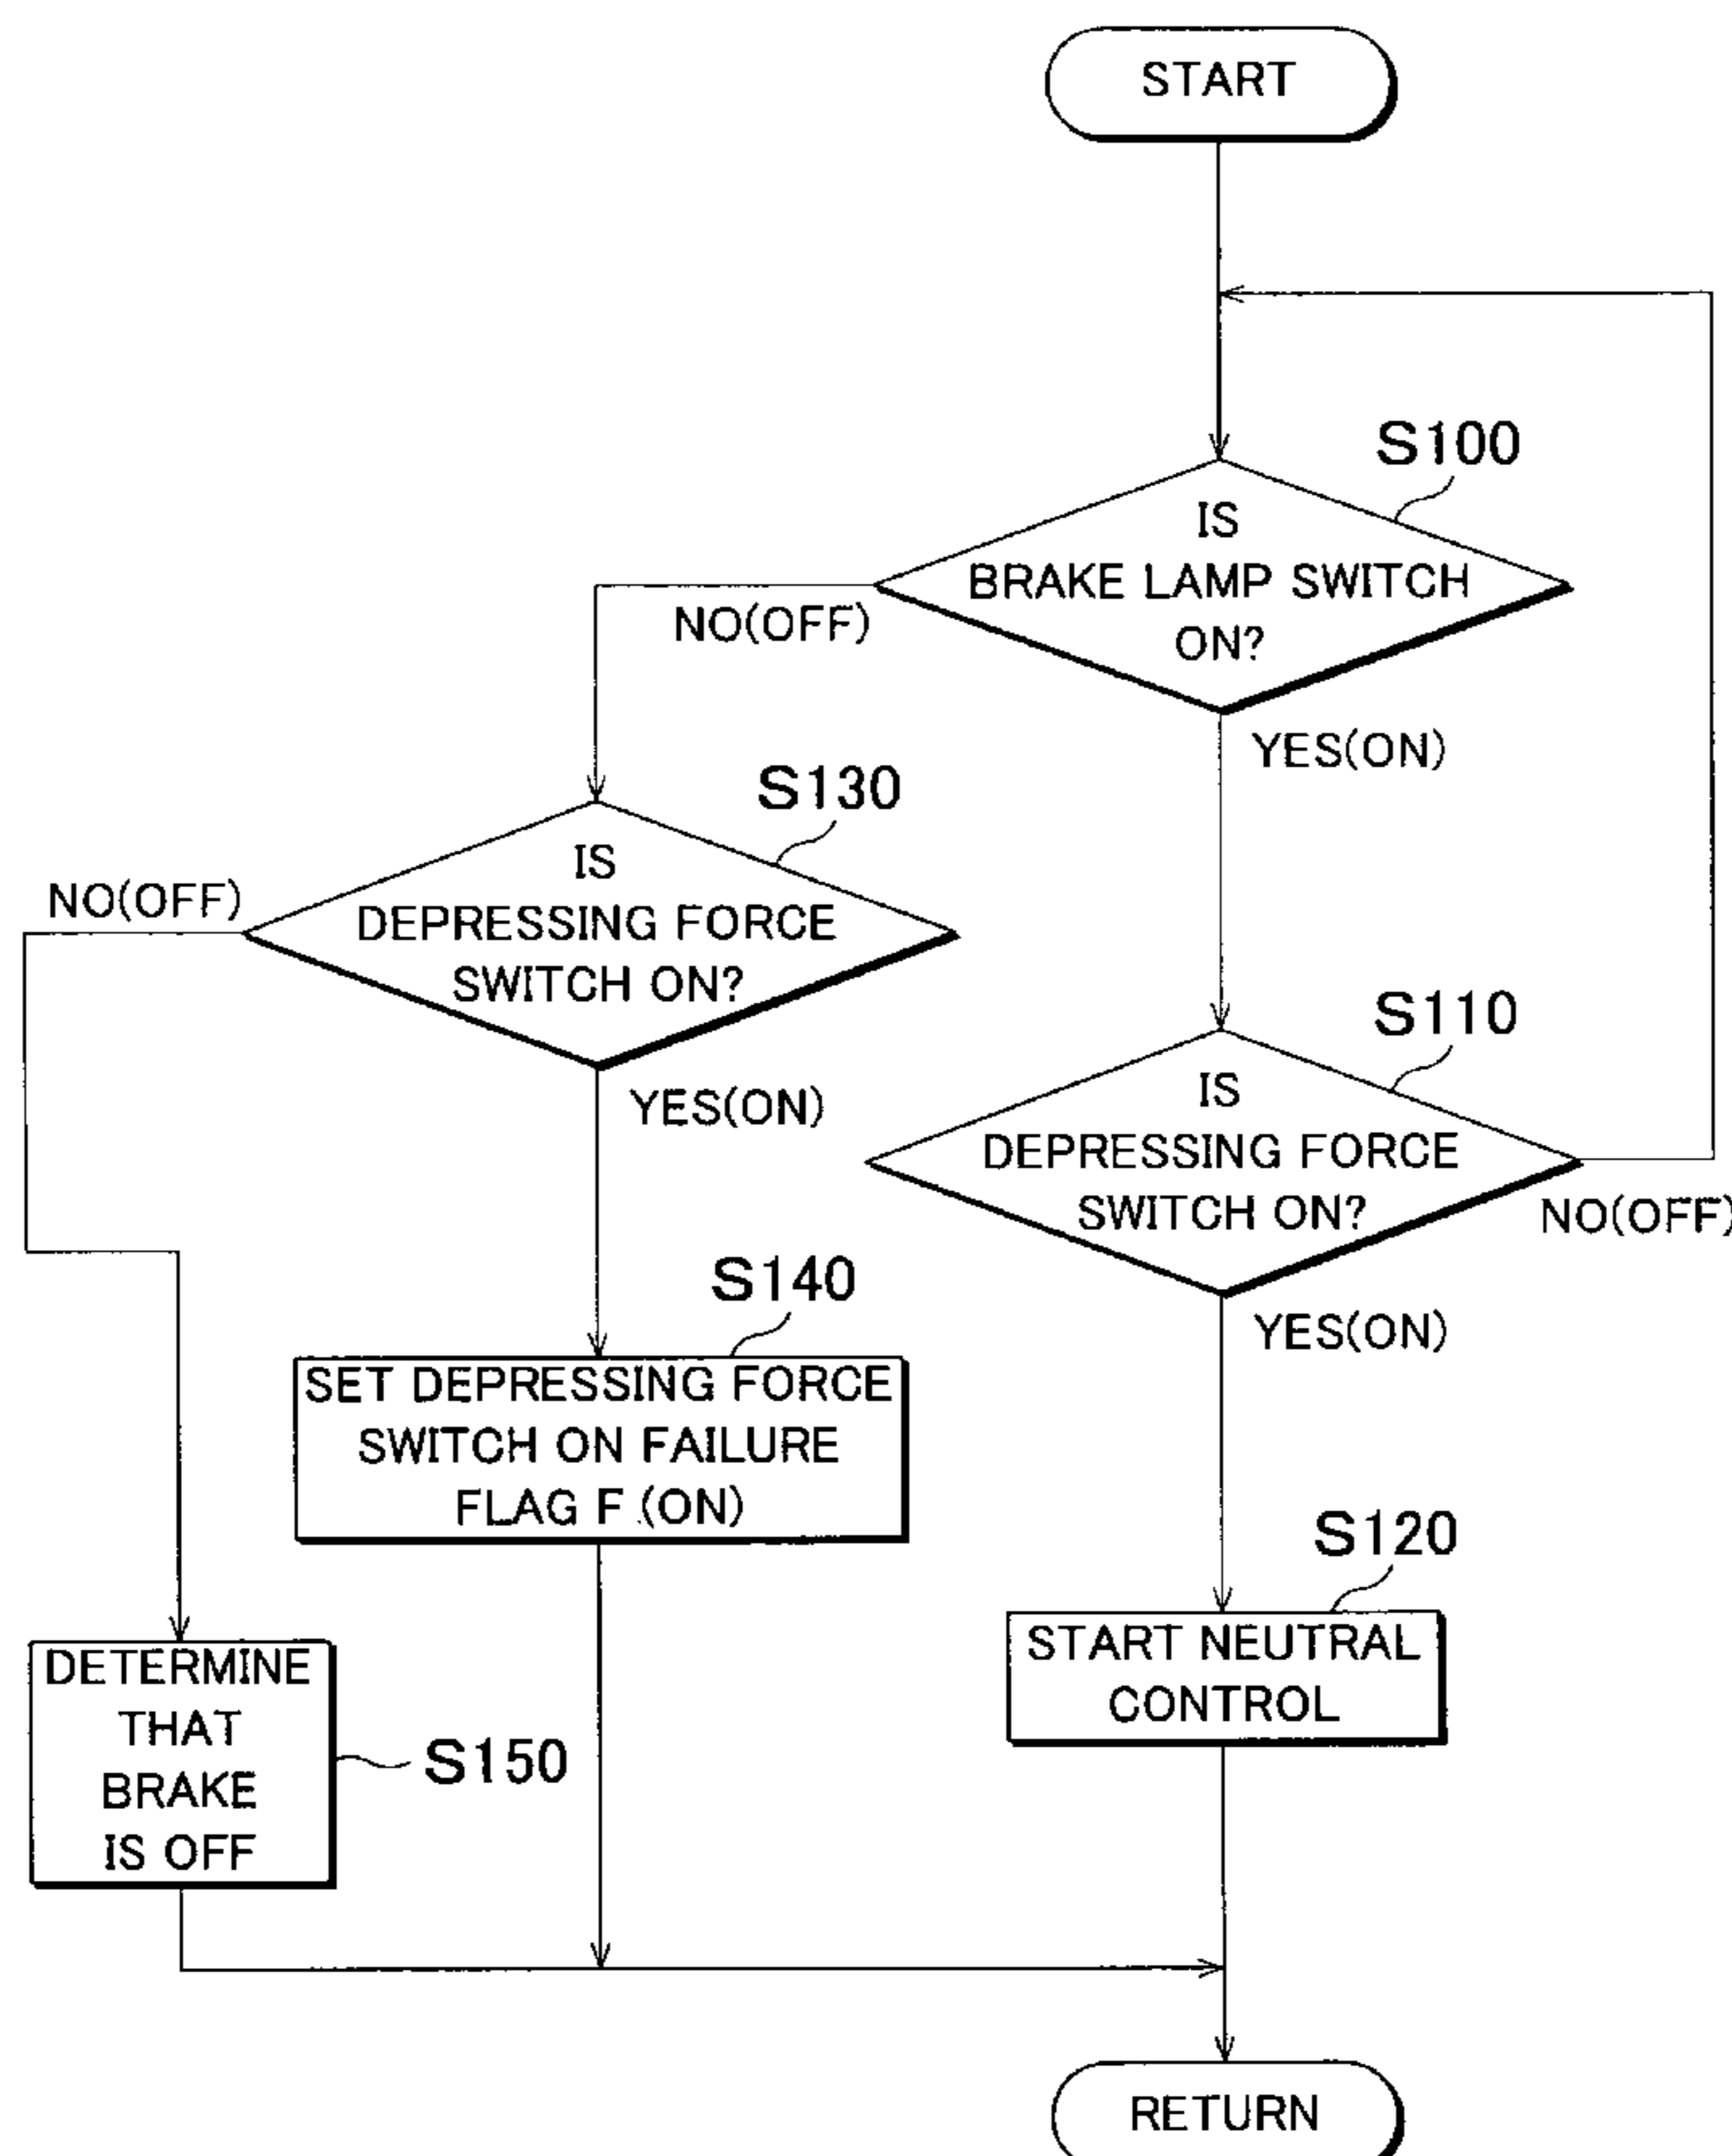 START
S100
IS
BRAKE LAMP SWITCH
ON?
NO(OFF)
YES(ON)
S130
IS
DEPRESSING FORCE
SWITCH ON?
NO(OFF)
YES(ON)
S110
IS
DEPRESSING FORCE
SWITCH ON?
NO(OFF)
YES(ON)
S140
SET DEPRESSING FORCE
SWITCH ON FAILURE
FLAG F (ON)
S120
START NEUTRAL
CONTROL
DETERMINE
THAT
BRAKE
IS OFF
S150
RETURN